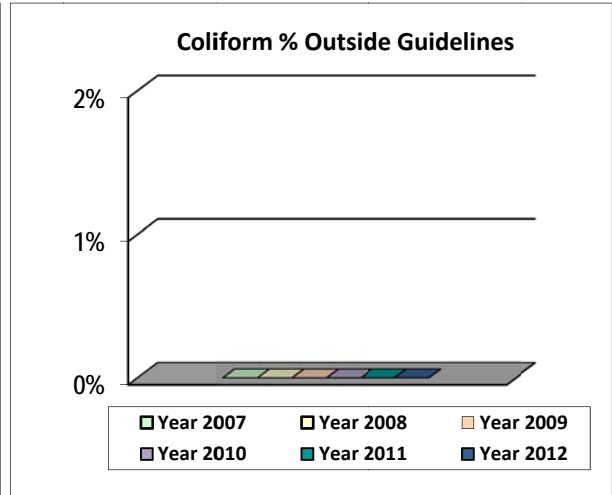 Coliform % Outside Guidelines
2%
1%
0%
Year 2007 Year 2008 Year 2009
Year 2010 Year 2011 Year 2012